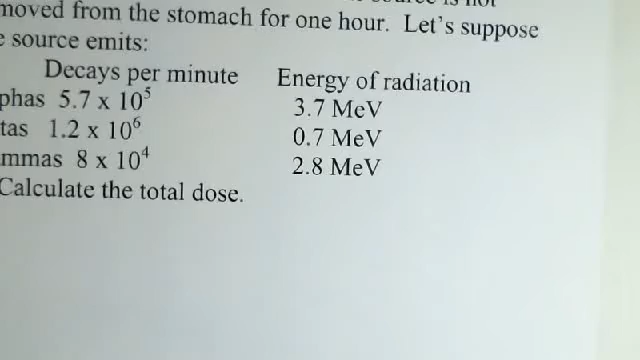 moved from the stomach for one hour. Let's suppose
source emits:
Decays per minute Energy of radiation
phas 5.7 x 10⁵ 3.7 MeV
tas 1.2 x 10⁶ 0.7 MeV
mmas 8 x 10⁴ 2.8 MeV
Calculate the total dose.